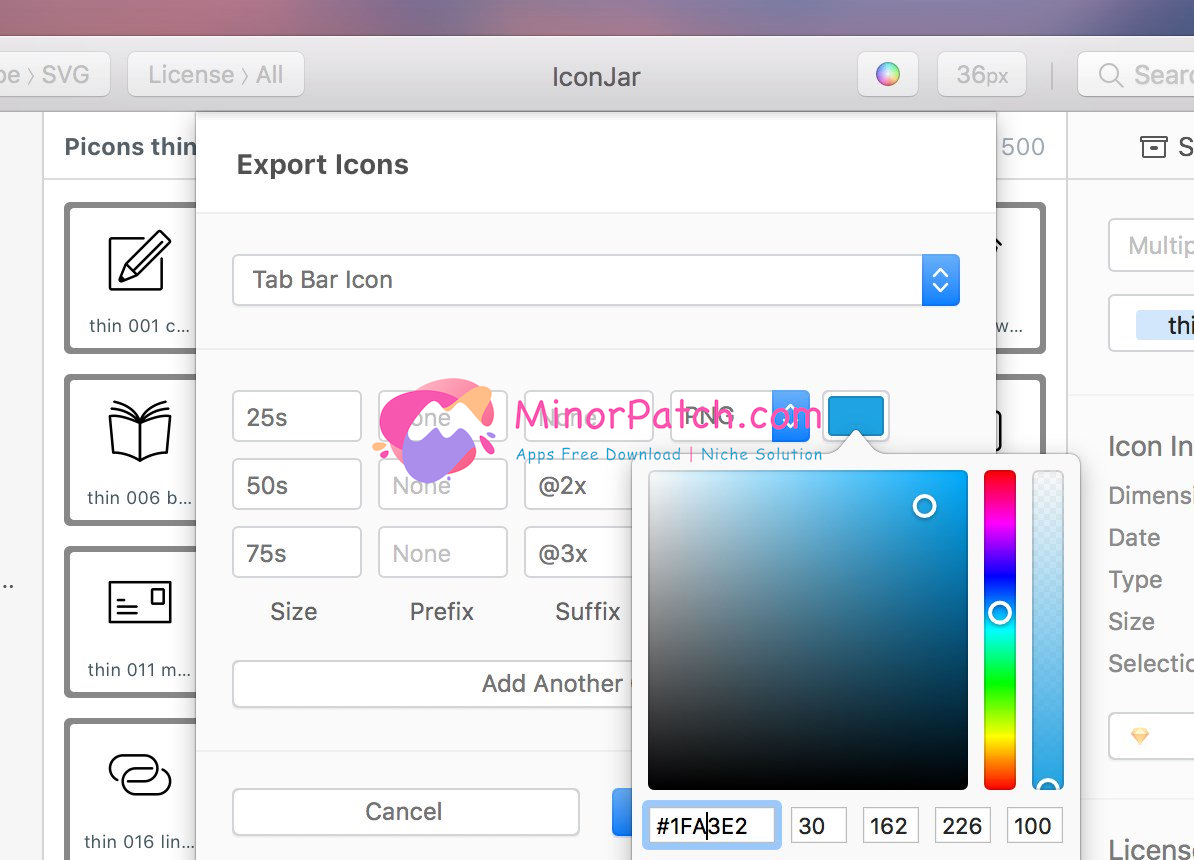 pe › SVG
License › All
IconJar
36px
Sear
Picons thin
Export Icons
500
S
Multip
Tab Bar Icon
thin 001 c...
w...
thi
25s
None
None
PNG
MinorPatch.com
Apps Free Download | Niche Solution
50s
None
@2x
thin 006 b...
75s
None
@3x
Size
Prefix
Suffix
Icon In
Dimensi
Date
Type
Size
Selectio
..
thin 011 m...
Add Another
Cancel
#1FA3E2
30
162
226
100
thin 016 lin...
Licens